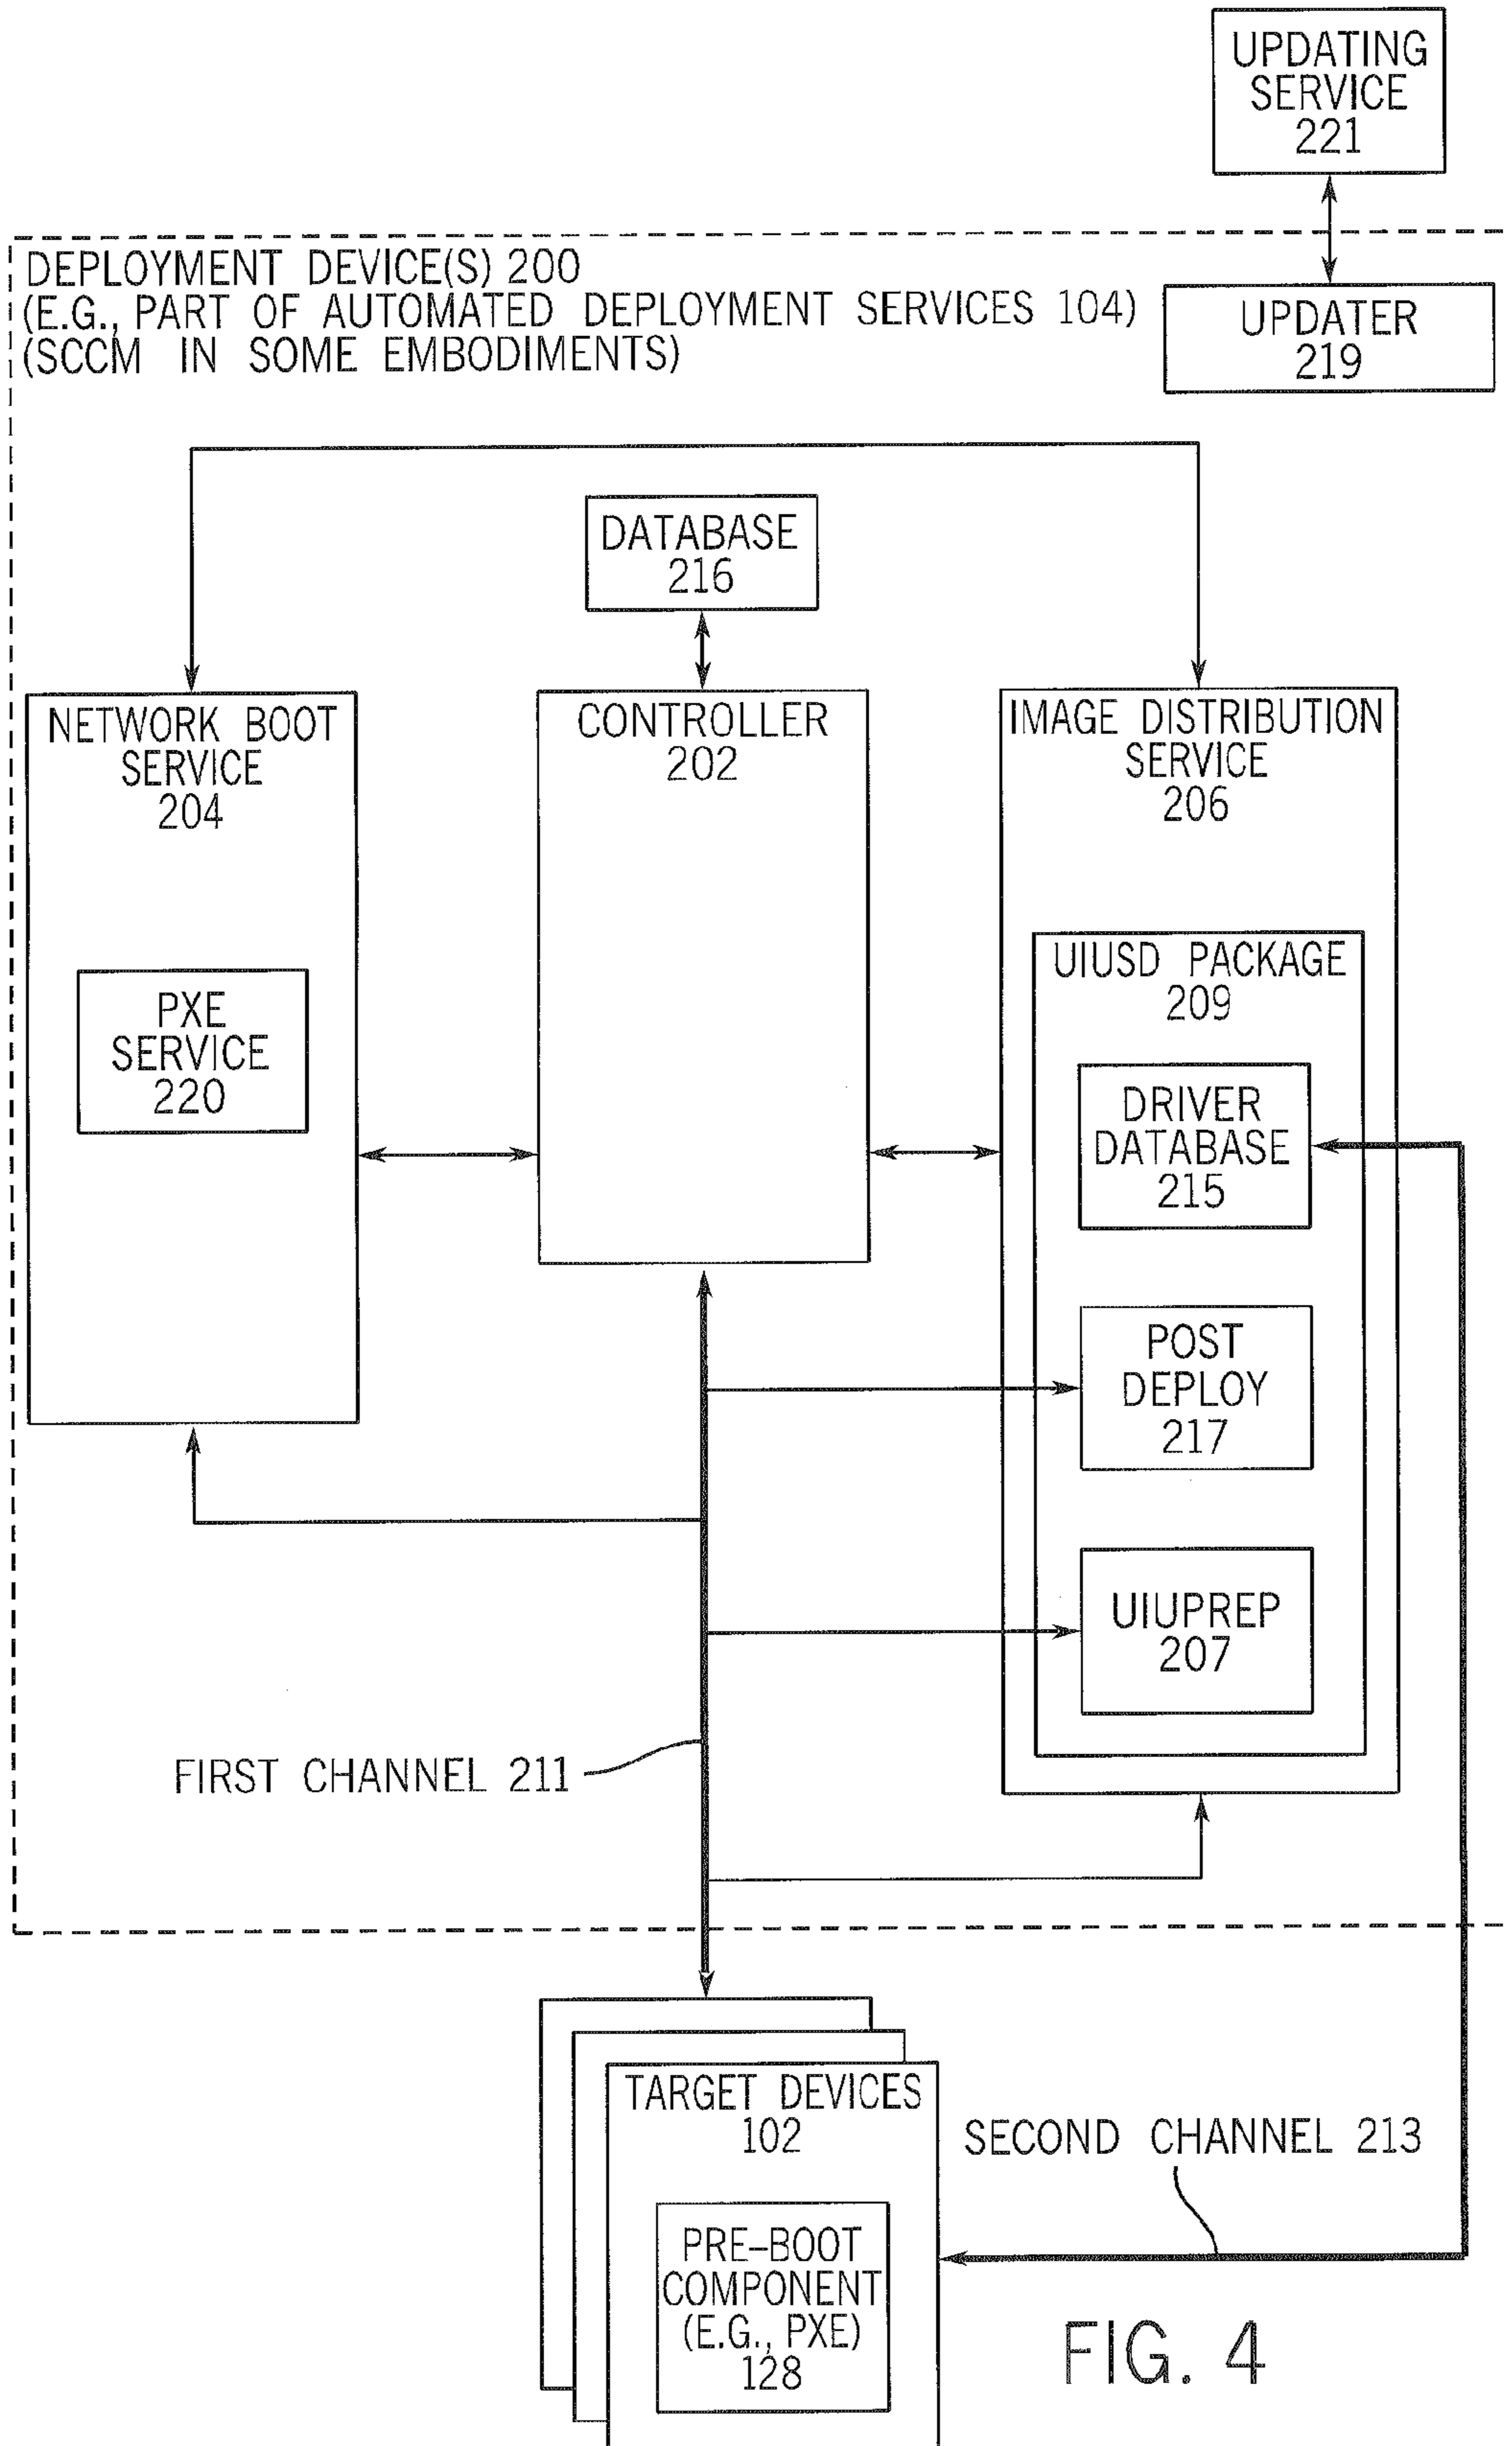 UPDATING
SERVICE
221
DEPLOYMENT DEVICE(S) 200
(E.G., PART OF AUTOMATED DEPLOYMENT SERVICES 104)
(SCCM IN SOME EMBODIMENTS)
UPDATER
219
DATABASE
216
NETWORK BOOT
SERVICE
204
CONTROLLER
202
IMAGE DISTRIBUTION
SERVICE
206
PXE
SERVICE
220
UIUSD PACKAGE
209
DRIVER
DATABASE
215
POST
DEPLOY
217
UIUPREP
207
FIRST CHANNEL 211
TARGET DEVICES
102
SECOND CHANNEL 213
PRE-BOOT
COMPONENT
(E.G., PXE)
128
FIG. 4